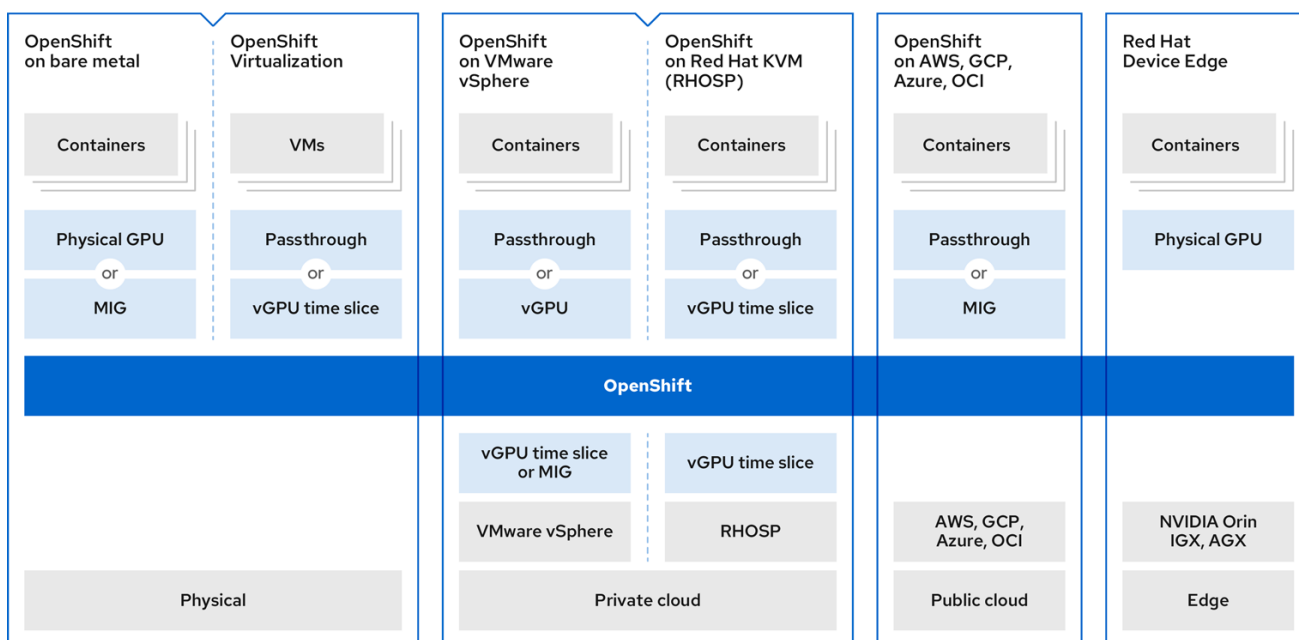 OpenShift
on bare metal
OpenShift
Virtualization
OpenShift
on VMware
vSphere
OpenShift
on Red Hat KVM
(RHOSP)
OpenShift
on AWS, GCP,
Azure, OCI
Red Hat
Device Edge
Containers
VMs
Containers
Containers
Containers
Containers
Physical GPU
or
MIG
Passthrough
or
vGPU time slice
Passthrough
or
vGPU
Passthrough
or
vGPU time slice
Passthrough
or
MIG
Physical GPU
OpenShift
vGPU time slice
or MIG
vGPU time slice
VMware vSphere
RHOSP
AWS, GCP,
Azure, OCI
NVIDIA Orin
IGX, AGX
Physical
Private cloud
Public cloud
Edge